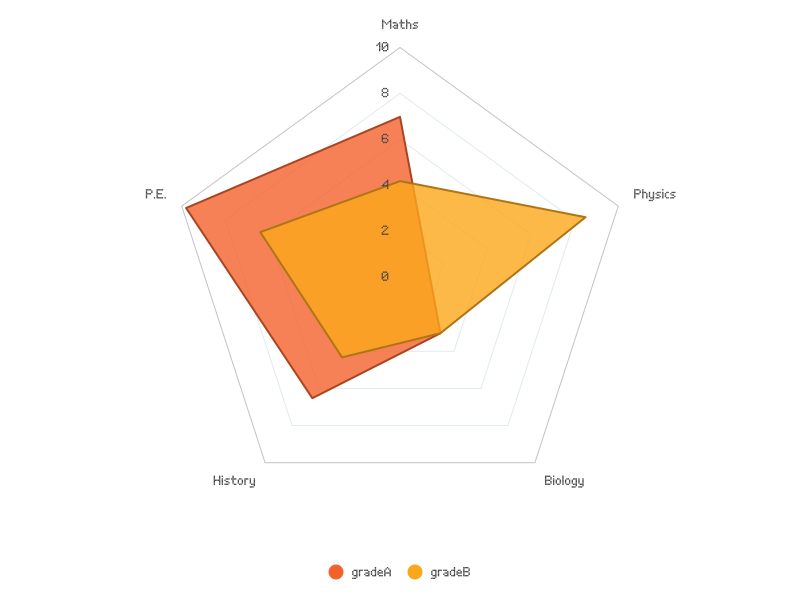 Maths
10
8
6
4
2
0
P.E.
Physics
History
Biology
gradeA
gradeB